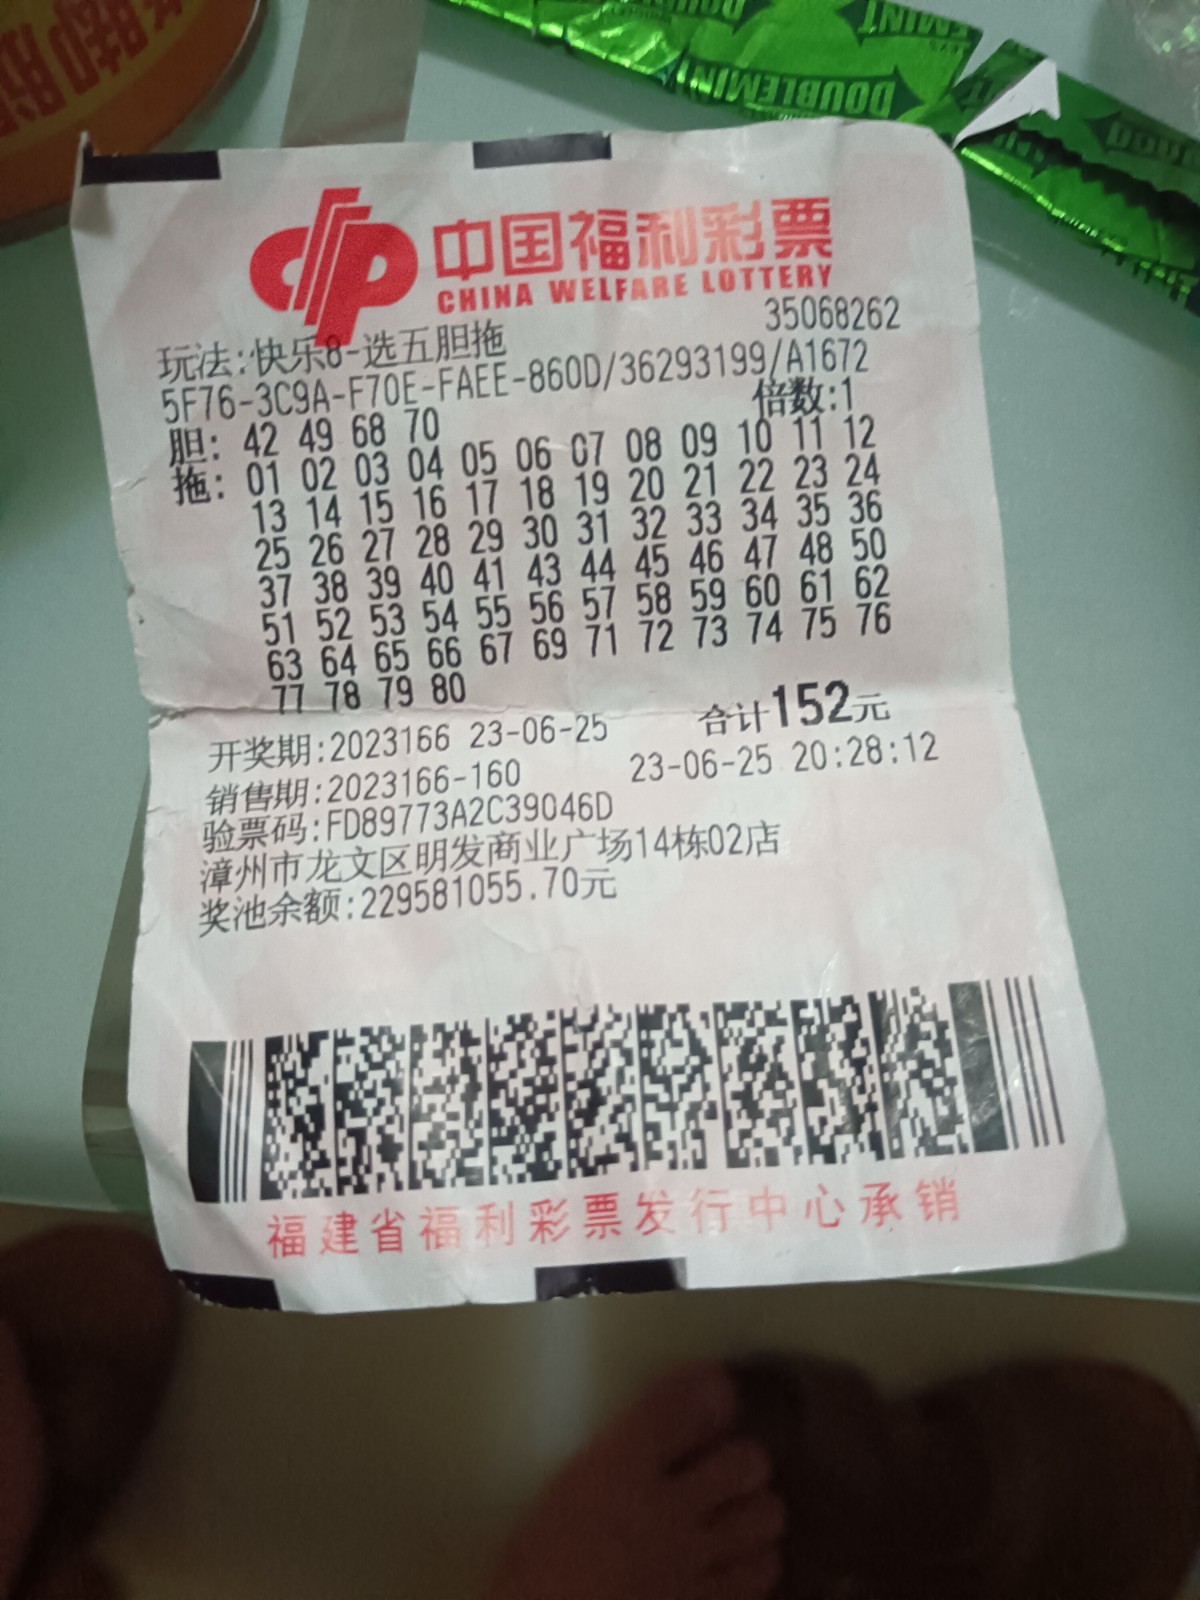 DOUBLEMINT
中国福利彩票
CHINA WELFARE LOTTERY
35068262
玩法:快乐8-选五胆拖
5F76-3C9A-F70E-FAEE-860D/36293199/A1672
倍数:1
胆: 42 49 68 70
拖: 01 02 03 04 05 06 07 08 09 10 11 12
13 14 15 16 17 18 19 20 21 22 23 24
25 26 27 28 29 30 31 32 33 34 35 36
37 38 39 40 41 43 44 45 46 47 48 50
51 52 53 54 55 56 57 58 59 60 61 62
63 64 65 66 67 69 71 72 73 74 75 76
77 78 79 80
合计152元
开奖期:2023166 23-06-25
销售期:2023166-160 23-06-25 20:28:12
验票码:FD89773A2C39046D
漳州市龙文区明发商业广场14栋02店
奖池余额:229581055.70元
福建省福利彩票发行中心承销